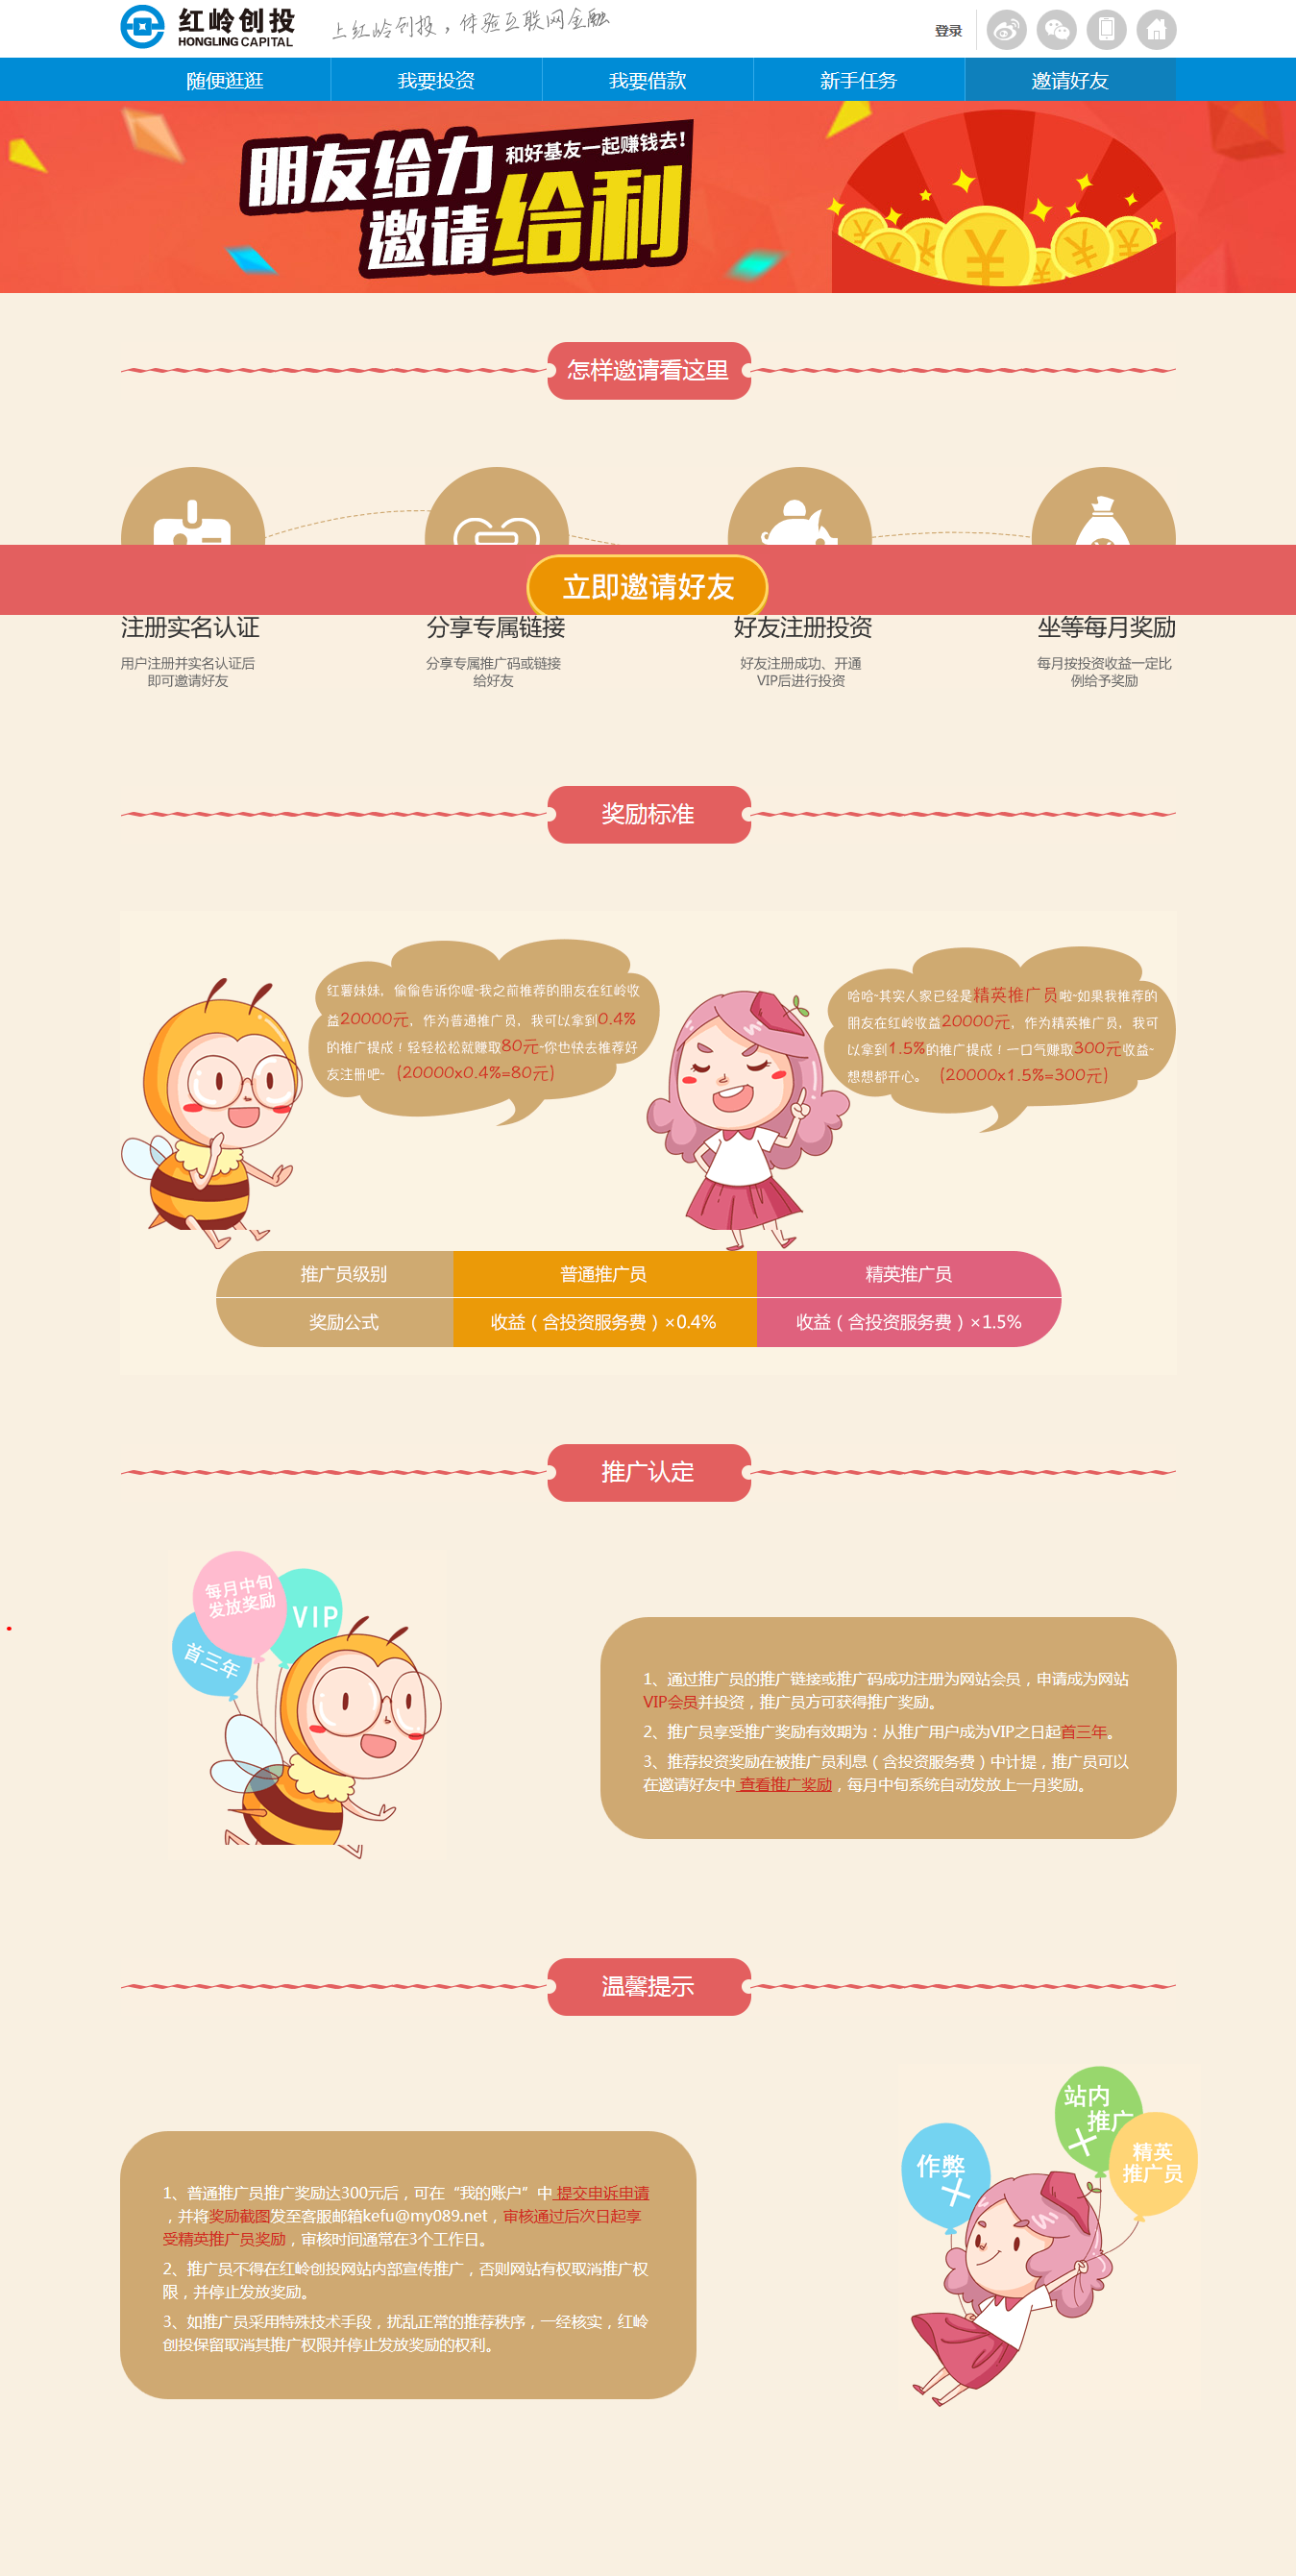 红岭创投
HONGLING CAPITAL
上红岭创投，体验互联网金融
登录
随便逛逛
我要投资
我要借款
新手任务
邀请好友
朋友给力
和好基友一起赚钱去!
邀请给利
怎样邀请看这里
立即邀请好友
注册实名认证
用户注册并实名认证后
即可邀请好友
分享专属链接
分享专属推广码或链接
给好友
好友注册投资
好友注册成功、开通
VIP后进行投资
坐等每月奖励
每月按投资收益一定比
例给予奖励
奖励标准
红薯妹妹，偷偷告诉你喔~我之前推荐的朋友在红岭收
益20000元，作为普通推广员，我可以拿到0.4%
的推广提成！轻轻松松就赚取80元~你也快去推荐好
友注册吧~ (20000x0.4%=80元)
哈哈~其实人家已经是精英推广员啦~如果我推荐的
朋友在红岭收益20000元，作为精英推广员，我可
以拿到1.5%的推广提成！一口气赚取300元收益~
想想都开心。 (20000x1.5%=300元)
推广员级别
普通推广员
精英推广员
奖励公式
收益（含投资服务费）×0.4%
收益（含投资服务费）×1.5%
推广认定
每月中旬
发放奖励
VIP
首三年
1、通过推广员的推广链接或推广码成功注册为网站会员，申请成为网站
VIP会员并投资，推广员方可获得推广奖励。
2、推广员享受推广奖励有效期为：从推广用户成为VIP之日起首三年。
3、推荐投资奖励在被推广员利息（含投资服务费）中计提，推广员可以
在邀请好友中 查看推广奖励，每月中旬系统自动发放上一月奖励。
温馨提示
站内
推广
作弊
精英
推广员
1、普通推广员推广奖励达300元后，可在“我的账户”中 提交申诉申请
，并将奖励截图发至客服邮箱kefu@my089.net，审核通过后次日起享
受精英推广员奖励，审核时间通常在3个工作日。
2、推广员不得在红岭创投网站内部宣传推广，否则网站有权取消推广权
限，并停止发放奖励。
3、如推广员采用特殊技术手段，扰乱正常的推荐秩序，一经核实，红岭
创投保留取消其推广权限并停止发放奖励的权利。